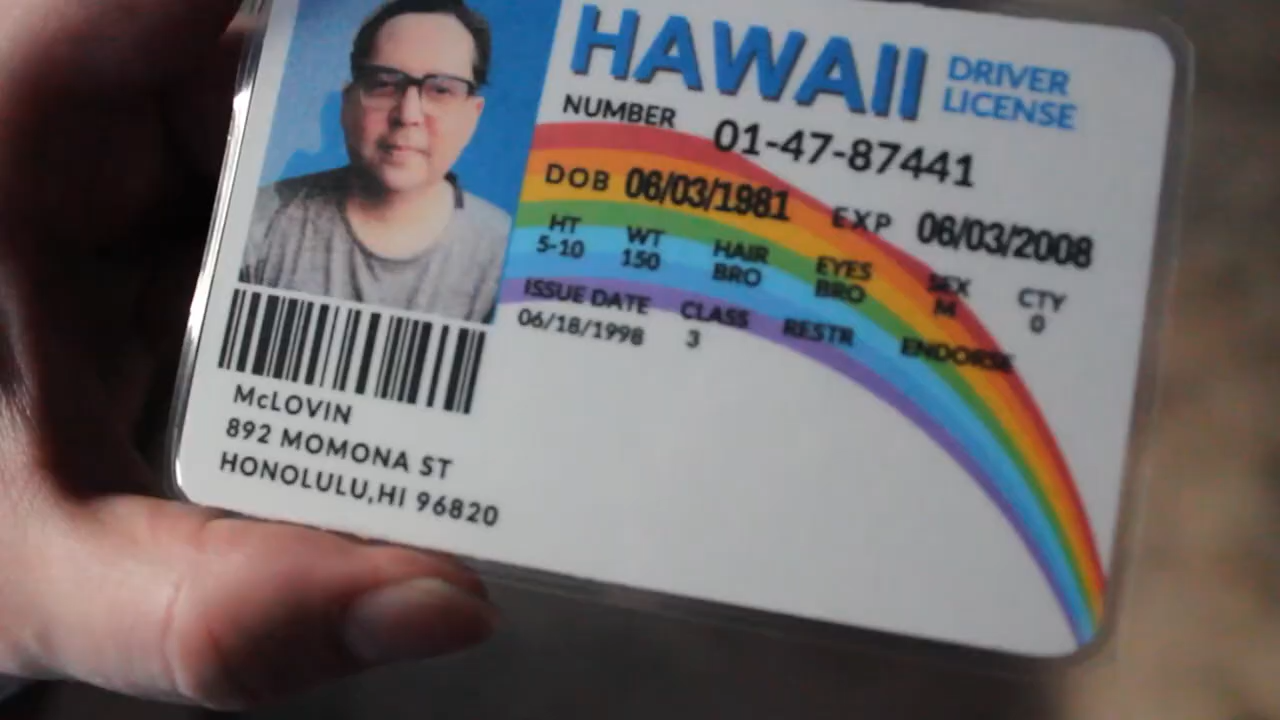 HAWAII DRIVER LICENSE
NUMBER 01-47-87441
DOB 06/03/1981 EXP 06/03/2008
HT WT HAIR EYES SEX CTY
5-10 150 BRO BRO M 0
ISSUE DATE CLASS RESTR ENDORSE
06/18/1998 3
McLOVIN
892 MOMONA ST
HONOLULU,HI 96820